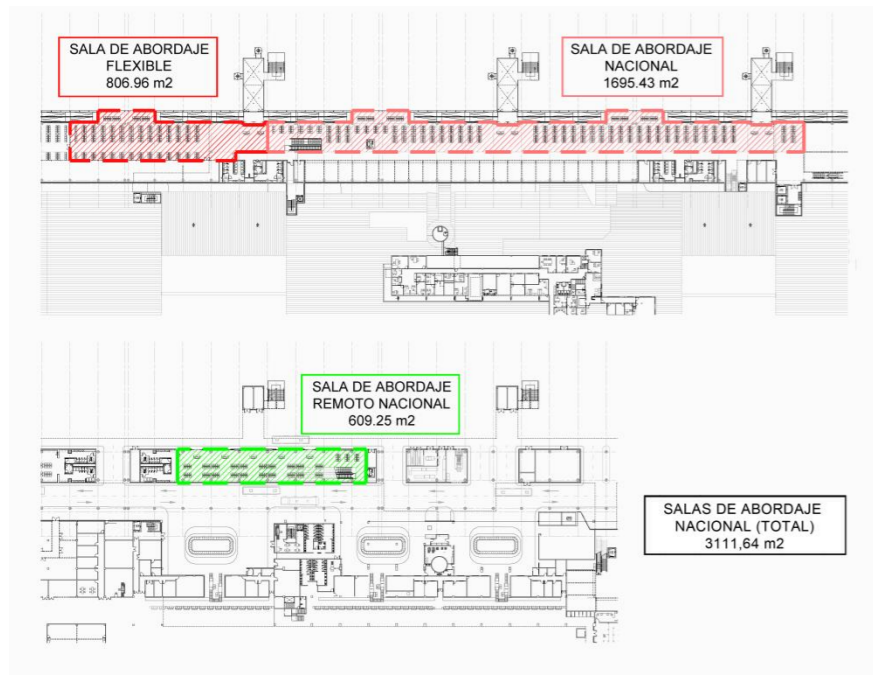 SALA DE ABORDAJE
FLEXIBLE
806.96 m2
SALA DE ABORDAJE
NACIONAL
1695.43 m2
SALA DE ABORDAJE
REMOTO NACIONAL
609.25 m2
SALAS DE ABORDAJE
NACIONAL (TOTAL)
3111,64 m2